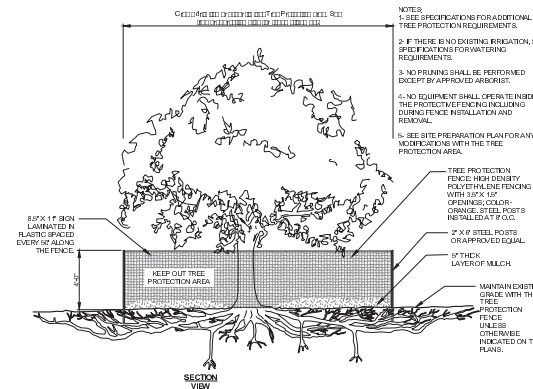 NOTES;
1- SEE SPECIFICATIONS FOR ADDITIONAL
TREE PROTECTION REQUIREMENTS.
2- IF THERE IS NO EXISTING IRRIGATION,
SPECIFICATIONS FOR WATERING
REQUIREMENTS.
3- NO PRUNING SHALL BE PERFORMED
EXCEPT BY APPROVED ARBORIST.
4- NO EQUIPMENT SHALL OPERATE INSID
THE PROTECTIVE FENCING INCLUDING
DURING FENCE INSTALLATION AND
REMOVAL.
5- SEE SITE PREPARATION PLAN FOR ANY
MODIFICATIONS WITH THE TREE
PROTECTION AREA.
TREE PROTECTION
FENCE: HIGH DENSITY
POLYETHYLENE FENCING
WITH 3.5" X 1.5"
OPENINGS; COLOR-
ORANGE. STEEL POSTS
INSTALLED AT 8' O.C.
2" X 6' STEEL POSTS
OR APPROVED EQUAL.
5" THICK
LAYER OF MULCH.
MAINTAIN EXISTI
GRADE WITH TH
TREE
PROTECTION
FENCE
UNLESS
OTHERWISE
INDICATED ON T
PLANS.
8.5" X 11" SIGN
LAMINATED IN
PLASTIC SPACED
EVERY 50' ALONG
THE FENCE.
4'-0"
KEEP OUT TREE
PROTECTION AREA
SECTION
VIEW